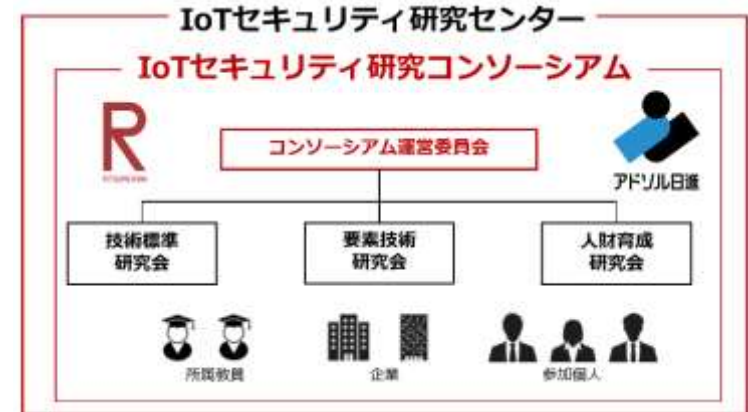 IoTセキュリティ研究センター
IoTセキュリティ研究コンソーシアム
R
コンソーシアム運営委員会
アドソル日進
技術標準
研究会
要素技術
研究会
人財育成
研究会
所属教員
企業
参加個人